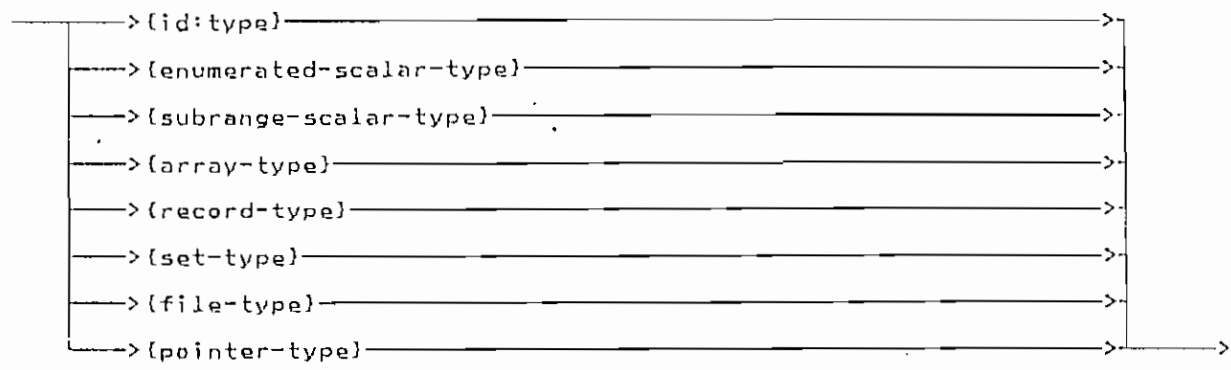 {id:type}
{enumerated-scalar-type}
{subrange-scalar-type}
{array-type}
{record-type}
{set-type}
{file-type}
{pointer-type}